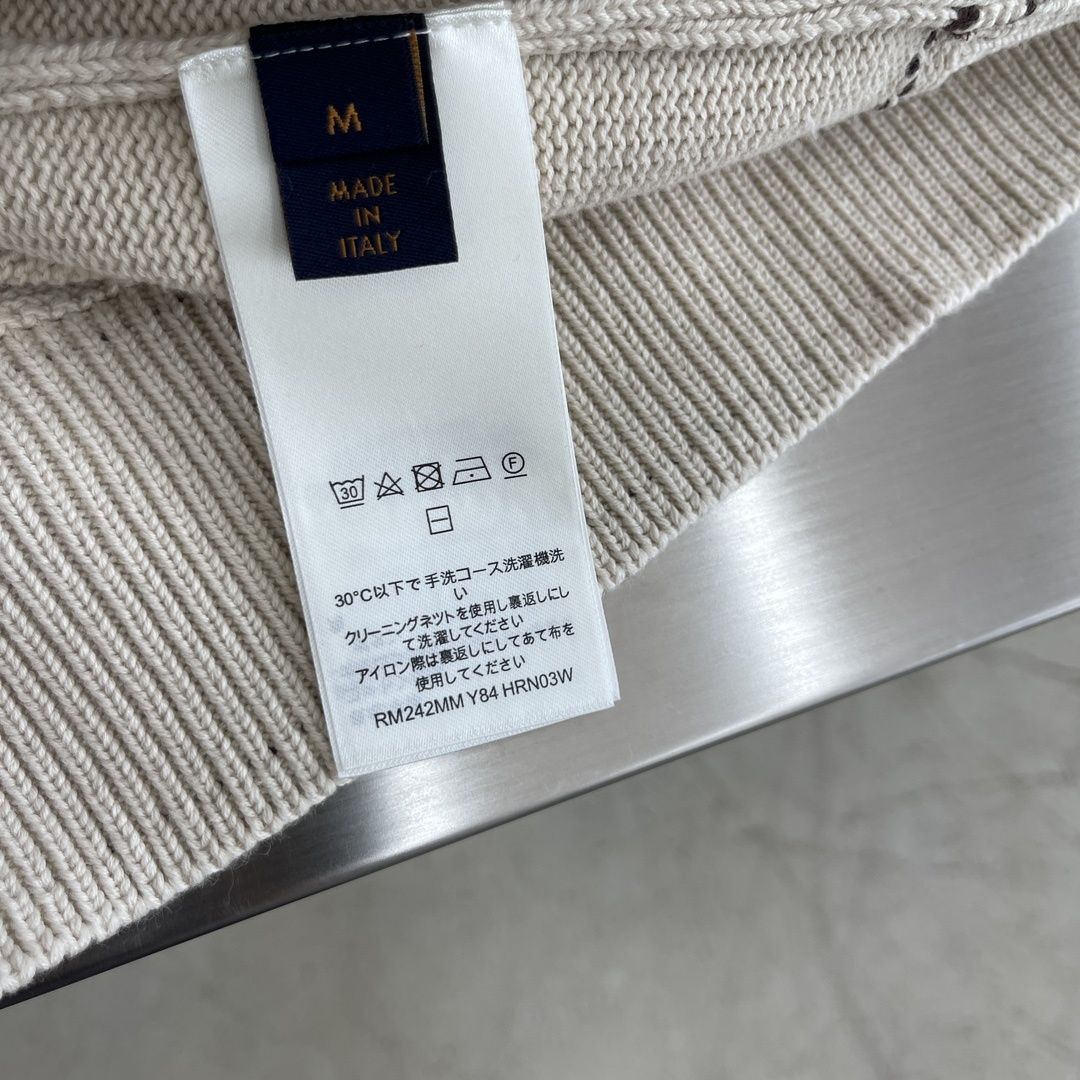 M
MADE
IN
ITALY
30
F
30°C以下で手洗コース洗濯機洗
い
クリーニングネットを使用し裏返しにし
て洗濯してください
アイロン際は裏返しにしてあて布を
使用してください
RM242MM Y84 HRN03W